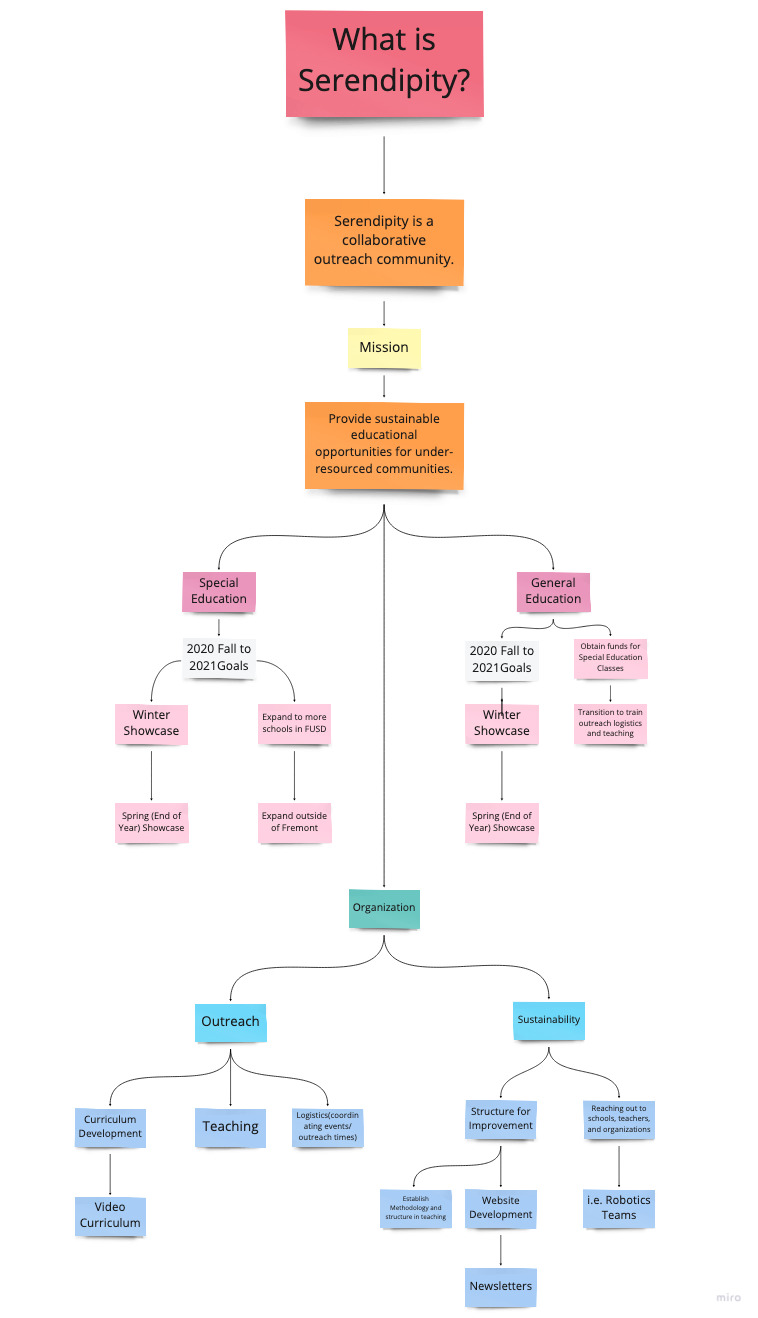 What is
Serendipity?
Serendipity is a
collaborative
outreach community.
Mission
Provide sustainable
educational
opportunities for under-
resourced communities.
Special
Education
General
Education
2020 Fall to
2021Goals
2020 Fall to
2021Goals
Obtain funds for
Special Education
Classes
Winter
Showcase
Expand to more
schools in FUSD
Winter
Showcase
Transition to train
outreach logistics
and teaching
Spring (End of
Year) Showcase
Expand outside
of Fremont
Spring (End of
Year) Showcase
Organization
Outreach
Sustainability
Curriculum
Development
Teaching
Logistics(coordin
ating events/
outreach times)
Structure for
Improvement
Reaching out to
schools, teachers,
and organizations
Video
Curriculum
Establish
Methodology and
structure in teaching
Website
Development
i.e. Robotics
Teams
Newsletters
miro